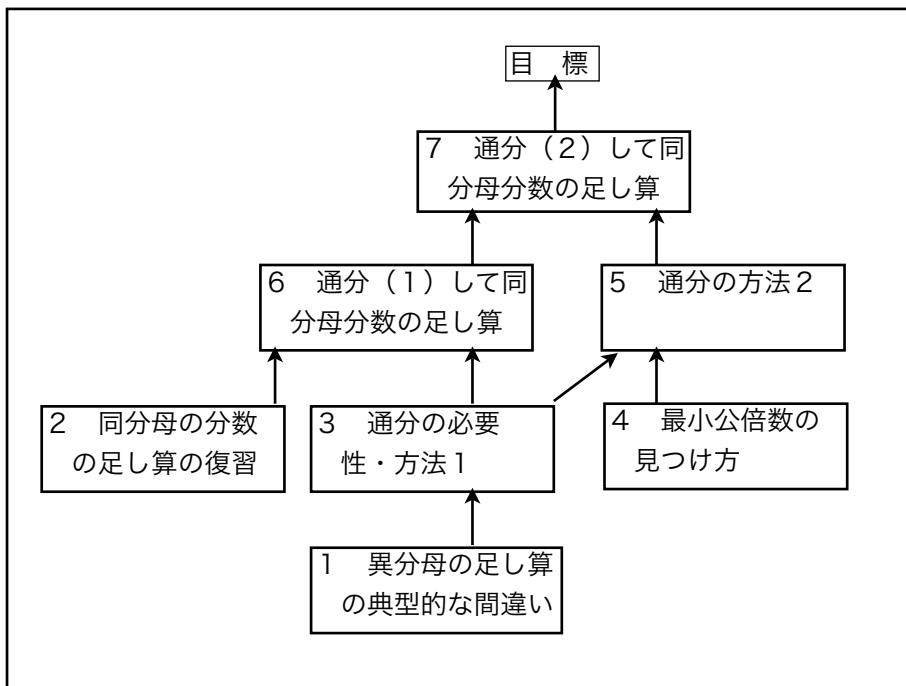 目　標
７　通分（２）して同
分母分数の足し算
６　通分（１）して同
分母分数の足し算
５　通分の方法２
２　同分母の分数
の足し算の復習
３　通分の必要
性・方法１
４　最小公倍数の
見つけ方
１　異分母の足し算
の典型的な間違い